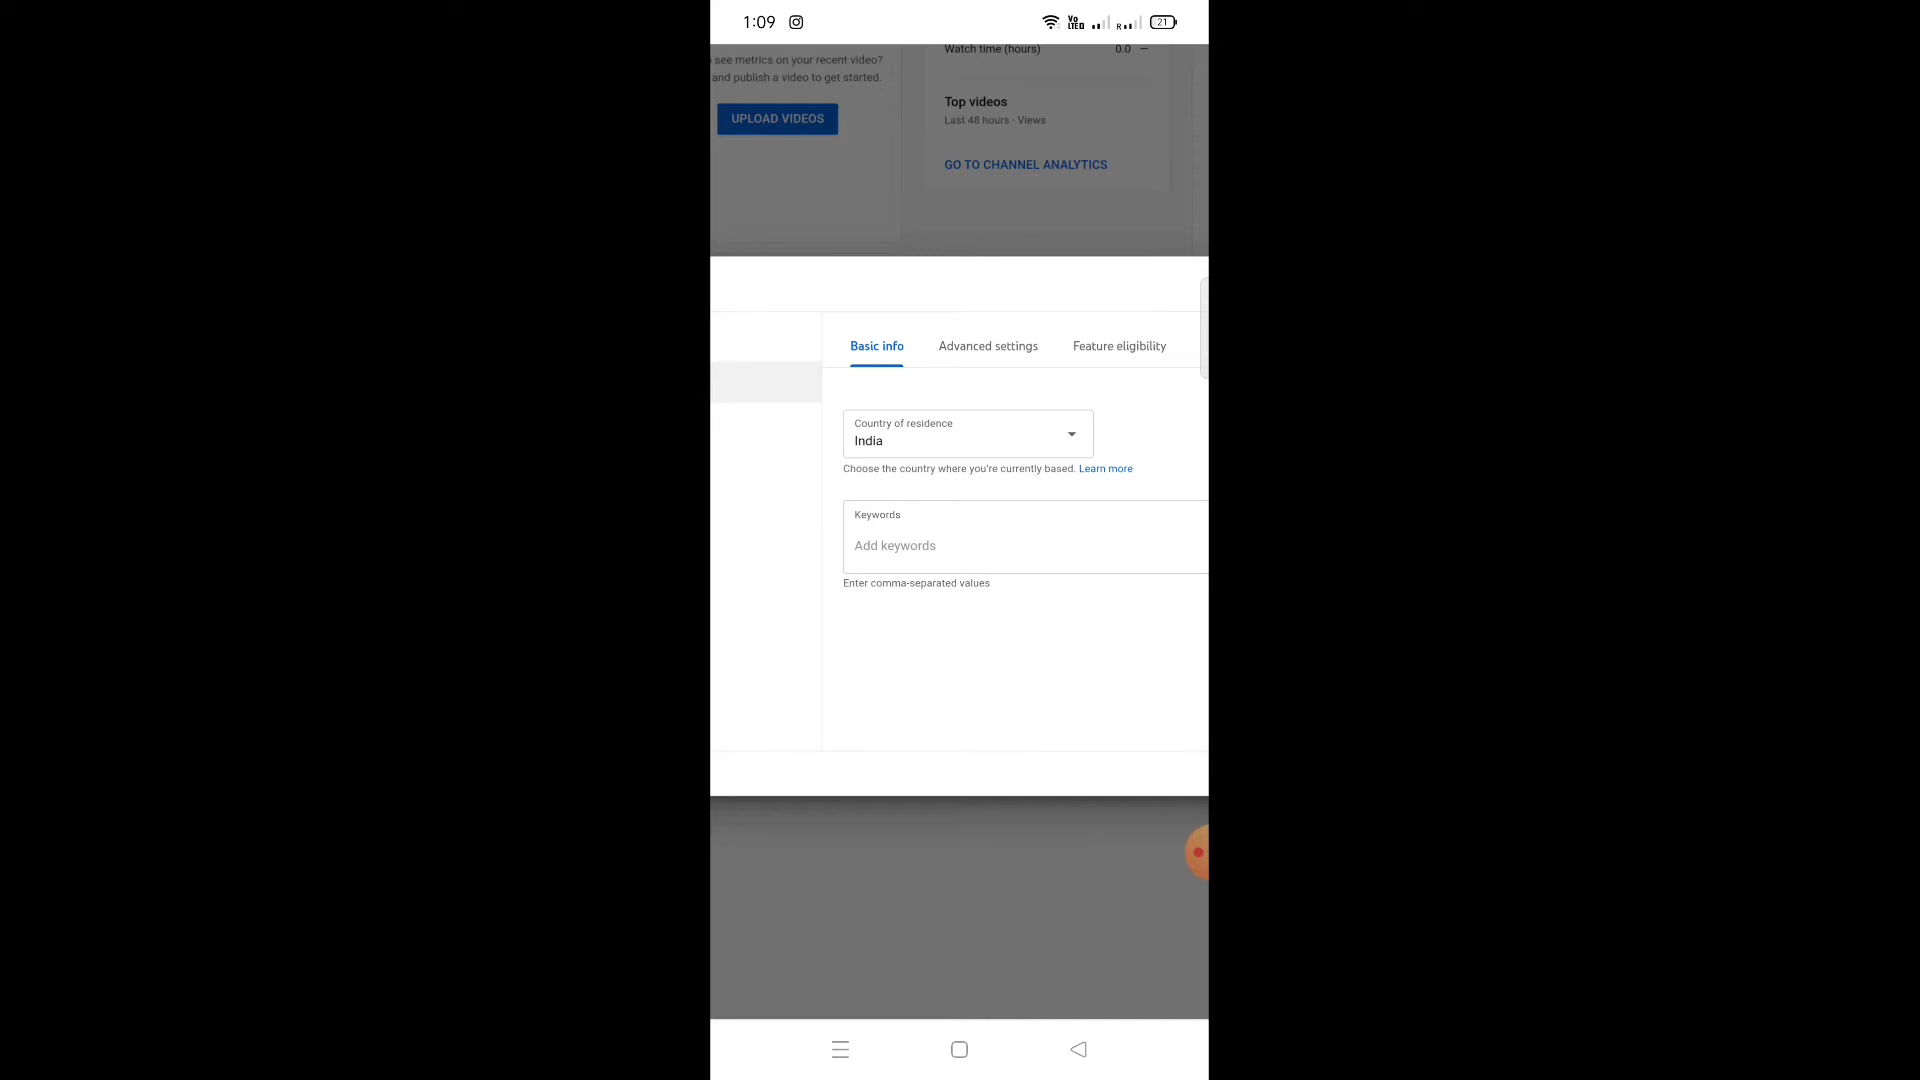 1:09
Vo
LTE
R
21
Watch time (hours) 0.0 —
see metrics on your recent video?
and publish a video to get started.
UPLOAD VIDEOS
Top videos
Last 48 hours · Views
GO TO CHANNEL ANALYTICS
Basic info
Advanced settings
Feature eligibility
Country of residence
India
Choose the country where you're currently based. Learn more
Keywords
Add keywords
Enter comma-separated values